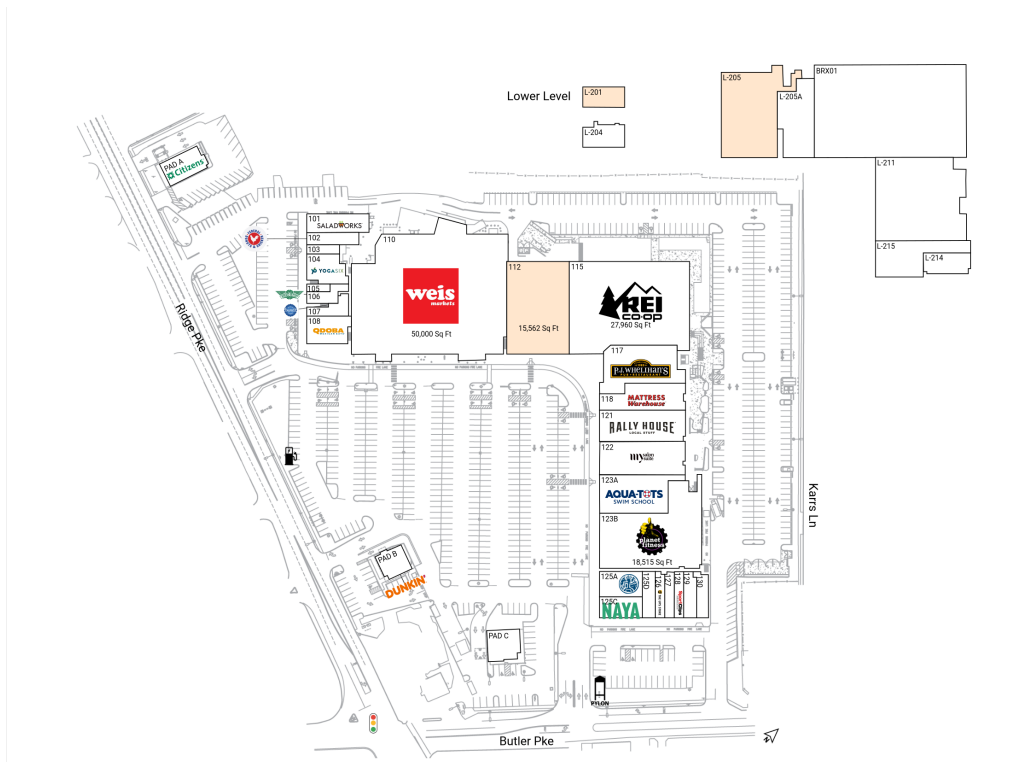 BRX01
L-205
L-201
Lower Level
L-205A
L-204
PAD A
Citizens
L-211
101
SALADWORKS
102
103
104
YOGASIX
105
106
107
108
QDOBA
110
weis
markets
50,000 Sq Ft
112
15,562 Sq Ft
115
REI
CO·OP
27,960 Sq Ft
L-215
L-214
Ridge Pke
117
P.J. WHELIHAN'S
118
MATTRESS
Warehouse
121
RALLY HOUSE
LOCAL STUFF
122
my salon
suite
123A
AQUA-TOTS
SWIM SCHOOL
123B
planet
fitness
18,515 Sq Ft
Karrs Ln
PAD B
DUNKIN'
125A
125C
NAYA
125D
126
127
128
129
130
PAD C
PYLON
Butler Pke